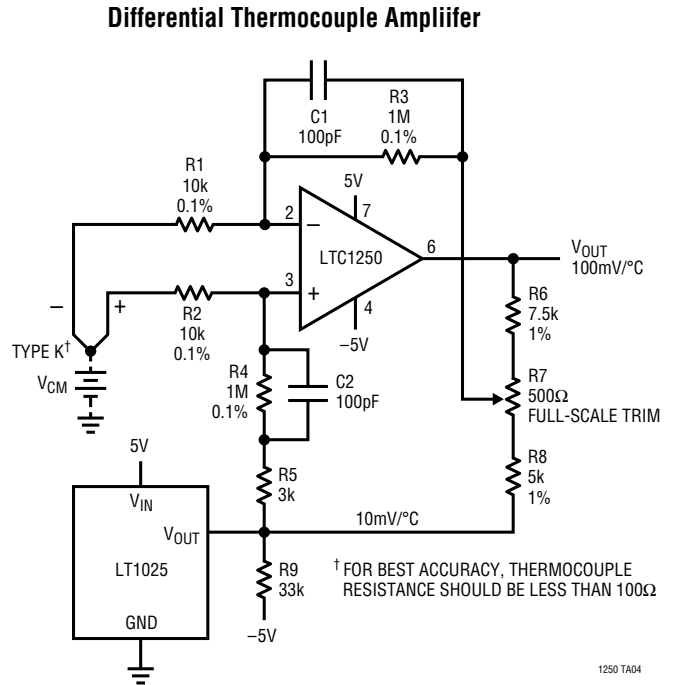 Differential Thermocouple Ampliifer
C1
100pF
R3
1M
0.1%
R1
10k
0.1%
5V
2
–
7
LTC1250
6
V_OUT
100mV/°C
3
+
4
–5V
–
+
R2
10k
0.1%
R6
7.5k
1%
TYPE K†
V_CM
R4
1M
0.1%
C2
100pF
R7
500Ω
FULL-SCALE TRIM
5V
R5
3k
R8
5k
1%
V_IN
V_OUT
10mV/°C
LT1025
R9
33k
† FOR BEST ACCURACY, THERMOCOUPLE
RESISTANCE SHOULD BE LESS THAN 100Ω
GND
–5V
1250 TA04